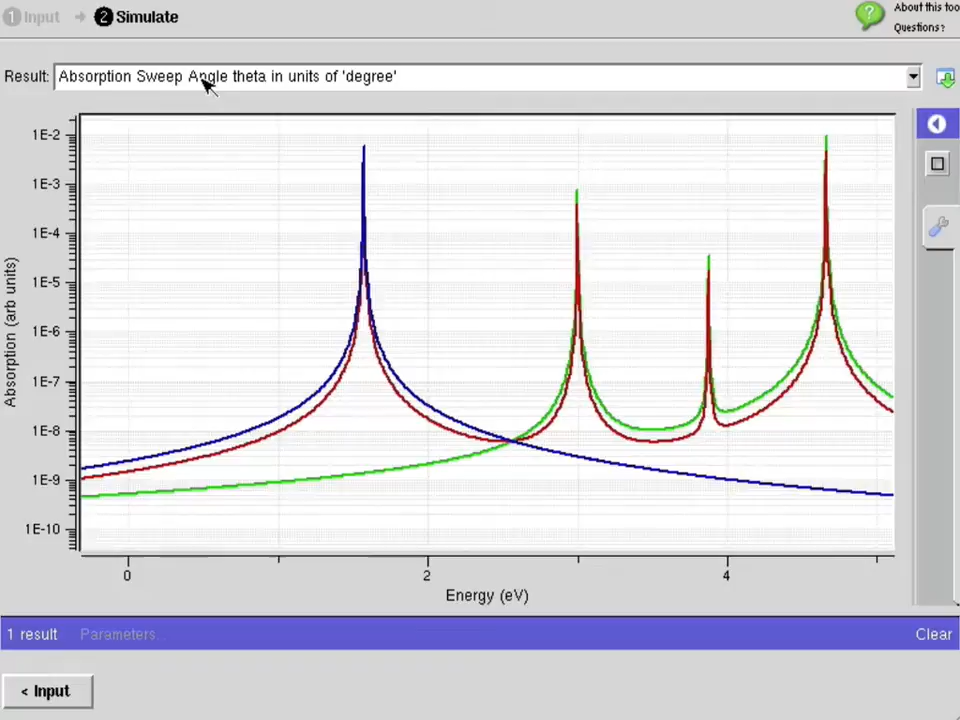 1 Input → 2 Simulate
About this too
Questions?
Result: Absorption Sweep Angle theta in units of 'degree'
1E-2
1E-3
1E-4
1E-5
1E-6
1E-7
1E-8
1E-9
1E-10
Absorption (arb units)
0 2 4
Energy (eV)
1 result Parameters... Clear
< Input